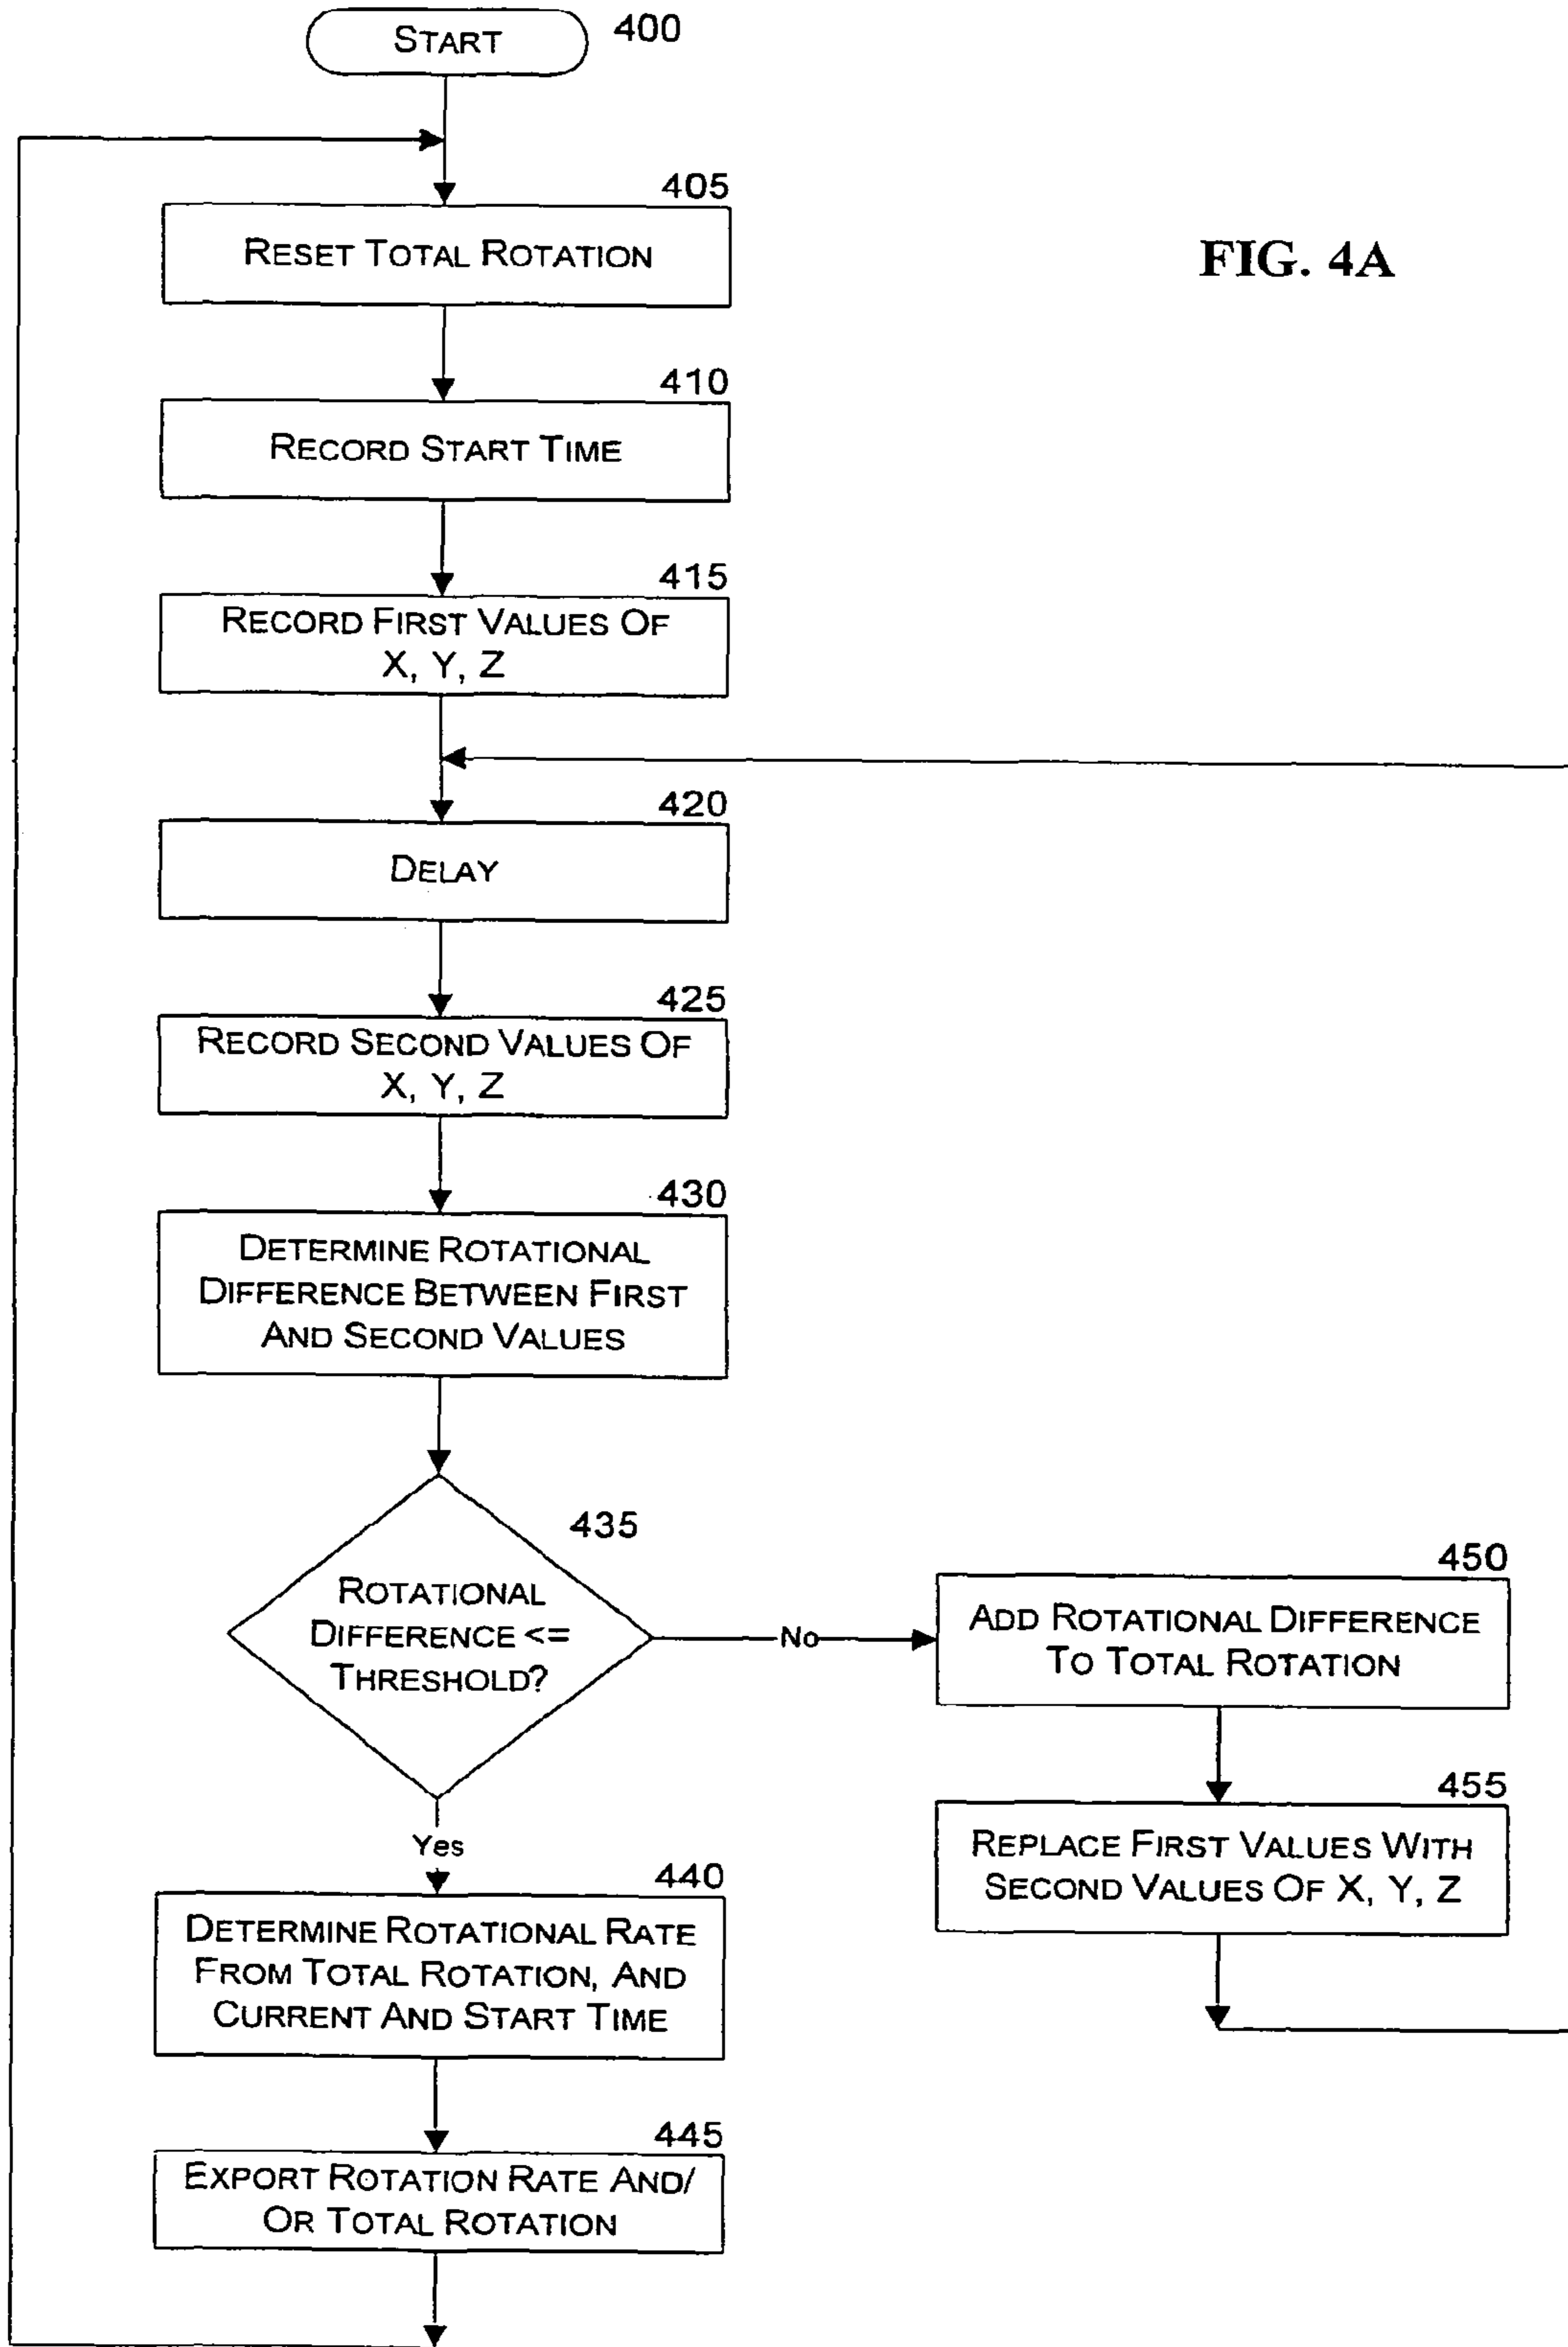 START
400
405
RESET TOTAL ROTATION
FIG. 4A
410
RECORD START TIME
415
RECORD FIRST VALUES OF
X, Y, Z
420
DELAY
425
RECORD SECOND VALUES OF
X, Y, Z
430
DETERMINE ROTATIONAL
DIFFERENCE BETWEEN FIRST
AND SECOND VALUES
435
ROTATIONAL
DIFFERENCE <=
THRESHOLD?
No
450
ADD ROTATIONAL DIFFERENCE
TO TOTAL ROTATION
455
REPLACE FIRST VALUES WITH
SECOND VALUES OF X, Y, Z
Yes
440
DETERMINE ROTATIONAL RATE
FROM TOTAL ROTATION, AND
CURRENT AND START TIME
445
EXPORT ROTATION RATE AND/
OR TOTAL ROTATION